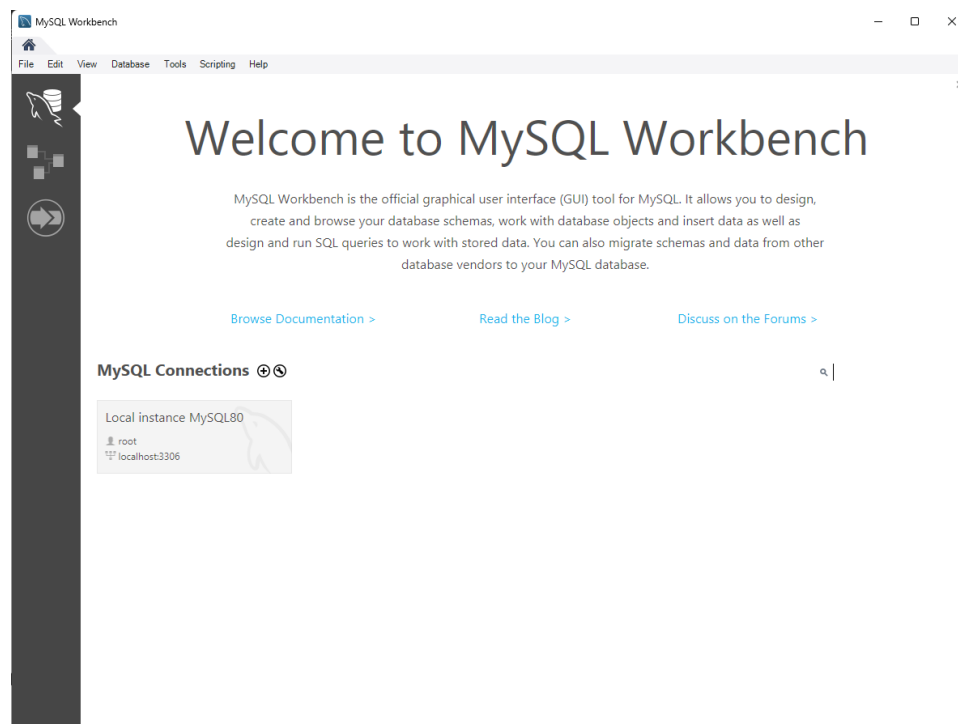 MySQL Workbench
File Edit View Database Tools Scripting Help
Welcome to MySQL Workbench
MySQL Workbench is the official graphical user interface (GUI) tool for MySQL. It allows you to design,
create and browse your database schemas, work with database objects and insert data as well as
design and run SQL queries to work with stored data. You can also migrate schemas and data from other
database vendors to your MySQL database.
Browse Documentation > Read the Blog > Discuss on the Forums >
MySQL Connections
Local instance MySQL80
root
localhost:3306